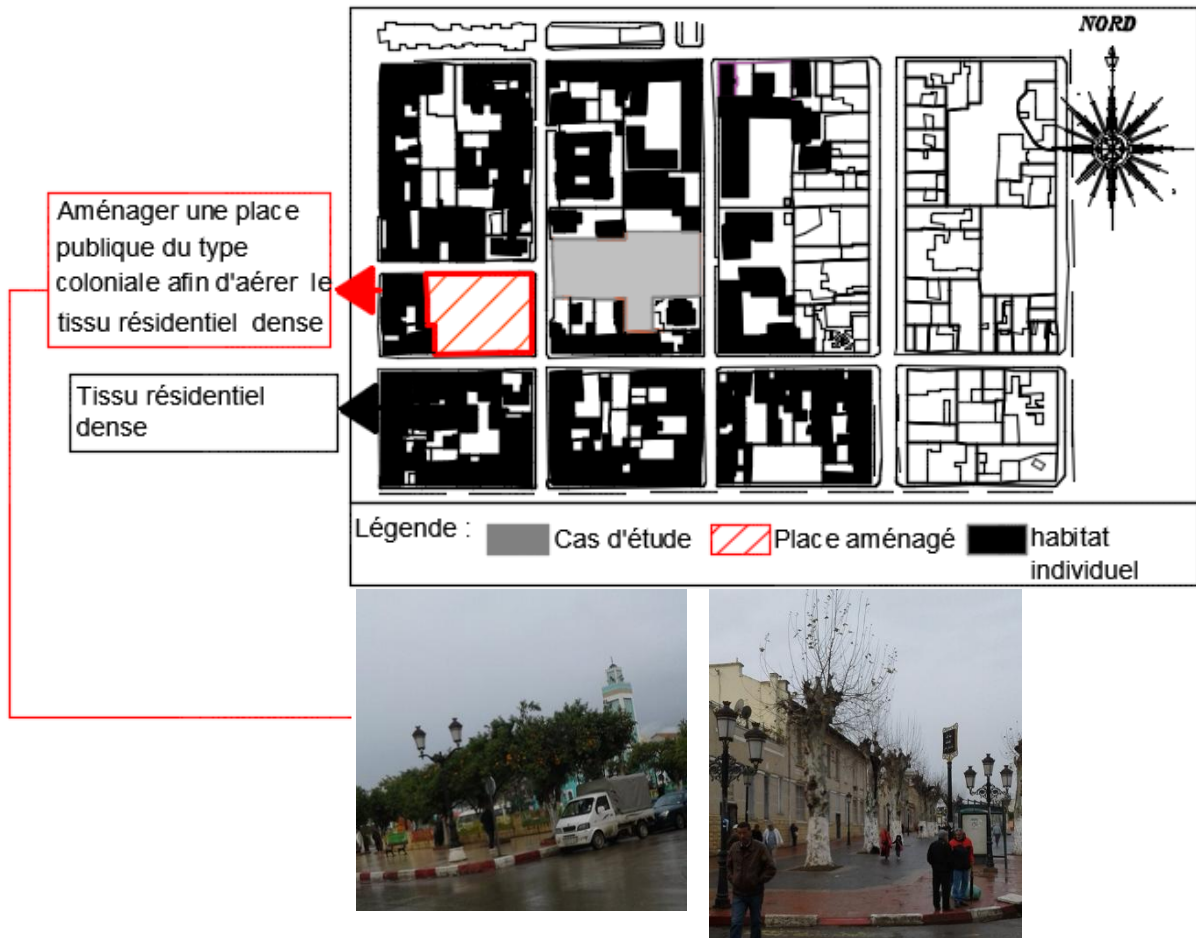 NORD
Aménager une place
publique du type
coloniale afin d'aérer le
tissu résidentiel dense
Tissu résidentiel
dense
Légende :
Cas d'étude
Place aménagé
habitat
individuel